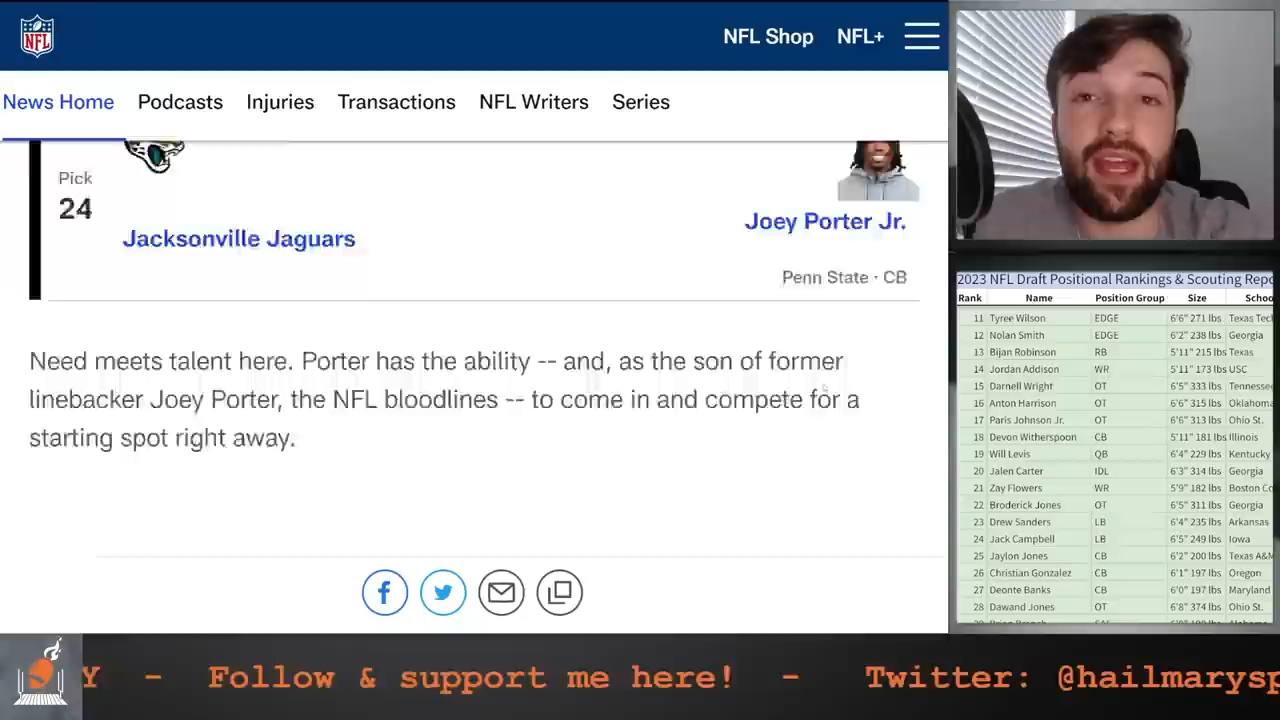 NFL
NFL Shop
NFL+
News Home
Podcasts
Injuries
Transactions
NFL Writers
Series
Pick
24
Jacksonville Jaguars
Joey Porter Jr.
Penn State · CB
Need meets talent here. Porter has the ability -- and, as the son of former
linebacker Joey Porter, the NFL bloodlines -- to come in and compete for a
starting spot right away.
2023 NFL Draft Positional Rankings & Scouting Repo
Rank Name Position Group Size Schoo
11 Tyree Wilson EDGE 6'6" 271 lbs Texas Tec
12 Nolan Smith EDGE 6'2" 238 lbs Georgia
13 Bijan Robinson RB 5'11" 215 lbs Texas
14 Jordan Addison WR 5'11" 173 lbs USC
15 Darnell Wright OT 6'5" 333 lbs Tennesse
16 Anton Harrison OT 6'6" 315 lbs Oklahoma
17 Paris Johnson Jr. OT 6'6" 313 lbs Ohio St.
18 Devon Witherspoon CB 5'11" 181 lbs Illinois
19 Will Levis QB 6'4" 229 lbs Kentucky
20 Jalen Carter IDL 6'3" 314 lbs Georgia
21 Zay Flowers WR 5'9" 182 lbs Boston Co
22 Broderick Jones OT 6'5" 311 lbs Georgia
23 Drew Sanders LB 6'4" 235 lbs Arkansas
24 Jack Campbell LB 6'5" 249 lbs Iowa
25 Jaylon Jones CB 6'2" 200 lbs Texas A&M
26 Christian Gonzalez CB 6'1" 197 lbs Oregon
27 Deonte Banks CB 6'0" 197 lbs Maryland
28 Dawand Jones OT 6'8" 374 lbs Ohio St.
Y - Follow & support me here! - Twitter: @hailmarysp